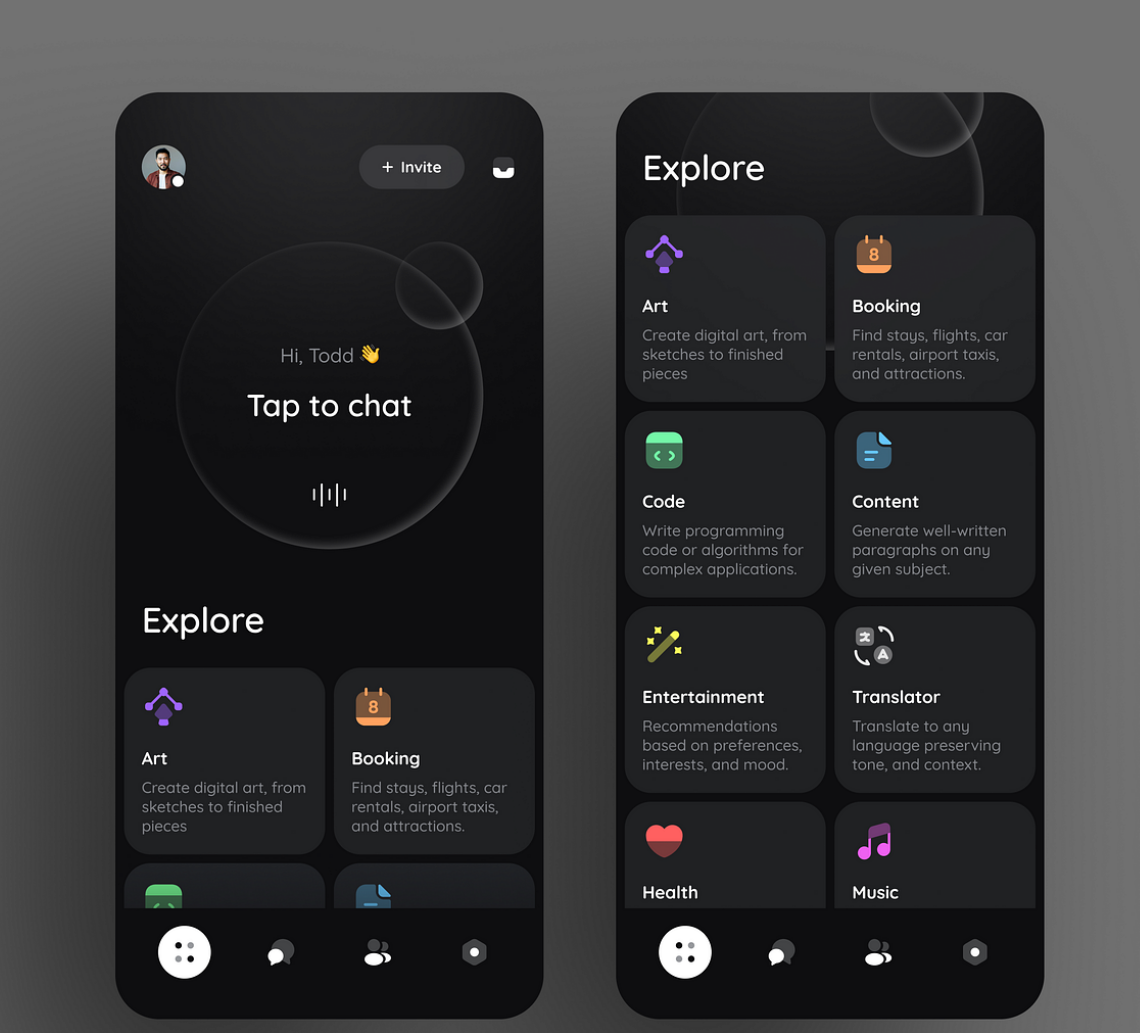 + Invite
Hi, Todd 👋
Tap to chat
Explore
8
Art
Create digital art, from
sketches to finished
pieces
Booking
Find stays, flights, car
rentals, airport taxis,
and attractions.
Explore
Art
Create digital art, from
sketches to finished
pieces
8
Booking
Find stays, flights, car
rentals, airport taxis,
and attractions.
Code
Write programming
code or algorithms for
complex applications.
Content
Generate well-written
paragraphs on any
given subject.
Entertainment
Recommendations
based on preferences,
interests, and mood.
A
Translator
Translate to any
language preserving
tone, and context.
Health
Music